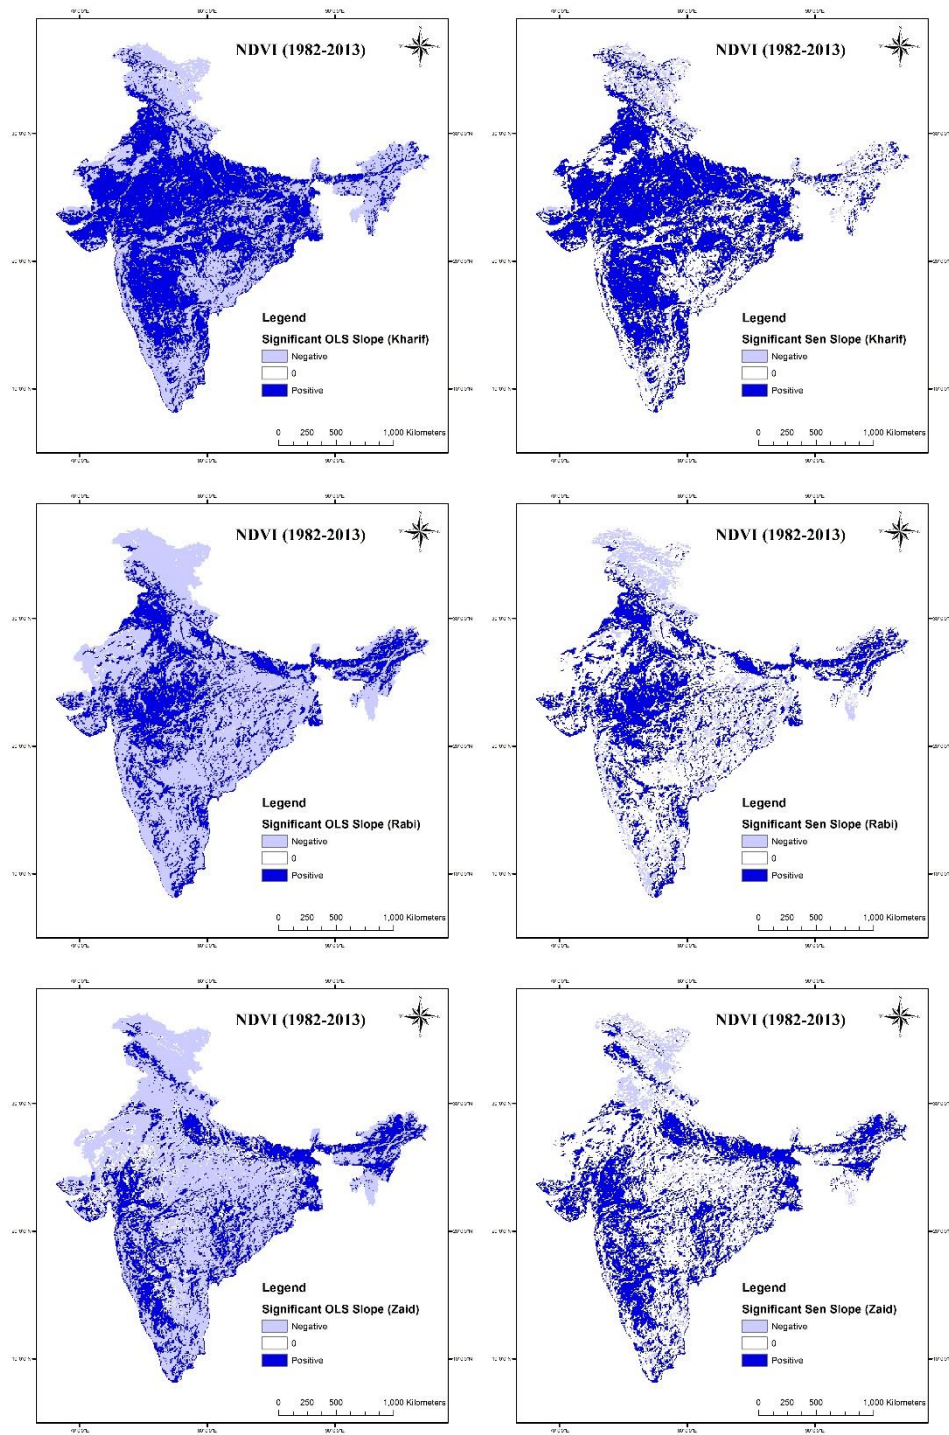 NDVI (1982-2013)
Legend
Significant OLS Slope (Kharif)
Negative
0
Positive
0 250 500 1,000 Kilometers
NDVI (1982-2013)
Legend
Significant Sen Slope (Kharif)
Negative
0
Positive
0 250 500 1,000 Kilometers
NDVI (1982-2013)
Legend
Significant OLS Slope (Rabi)
Negative
0
Positive
0 250 500 1,000 Kilometers
NDVI (1982-2013)
Legend
Significant Sen Slope (Rabi)
Negative
0
Positive
0 250 500 1,000 Kilometers
NDVI (1982-2013)
Legend
Significant OLS Slope (Zaid)
Negative
0
Positive
0 250 500 1,000 Kilometers
NDVI (1982-2013)
Legend
Significant Sen Slope (Zaid)
Negative
0
Positive
0 250 500 1,000 Kilometers